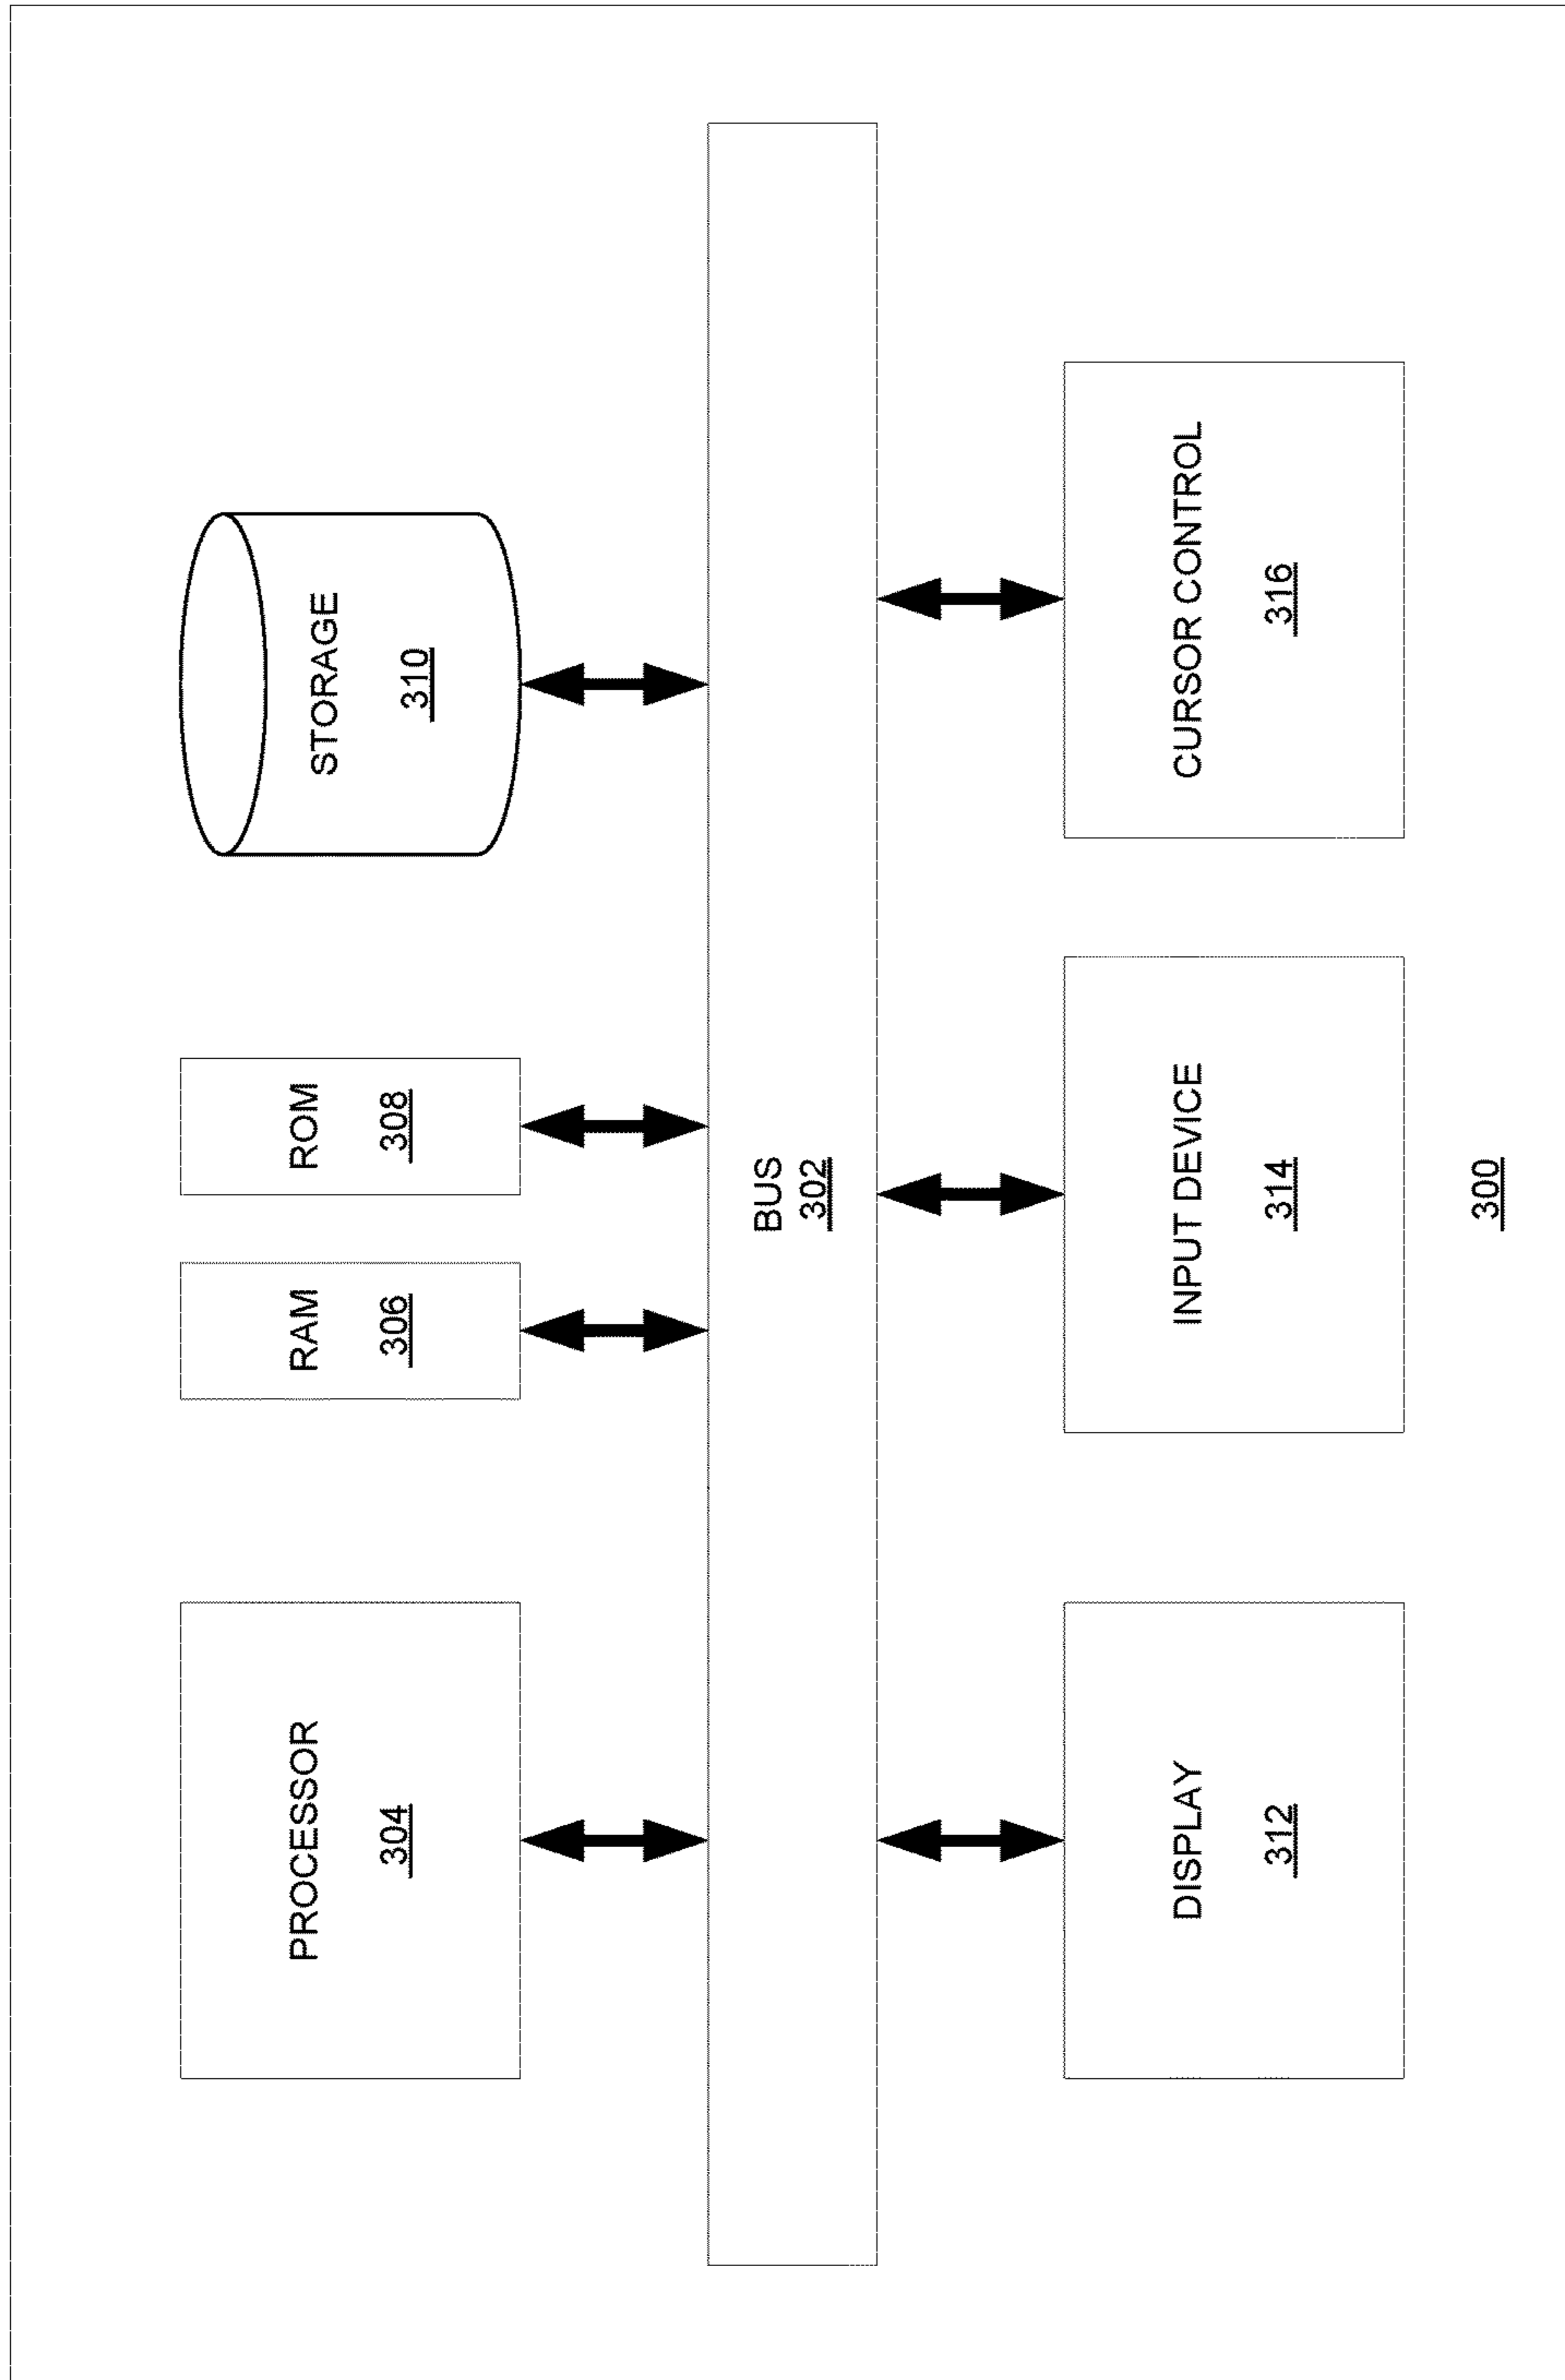 PROCESSOR
304
RAM
306
ROM
308
STORAGE
310
BUS
302
DISPLAY
312
INPUT DEVICE
314
CURSOR CONTROL
316
300